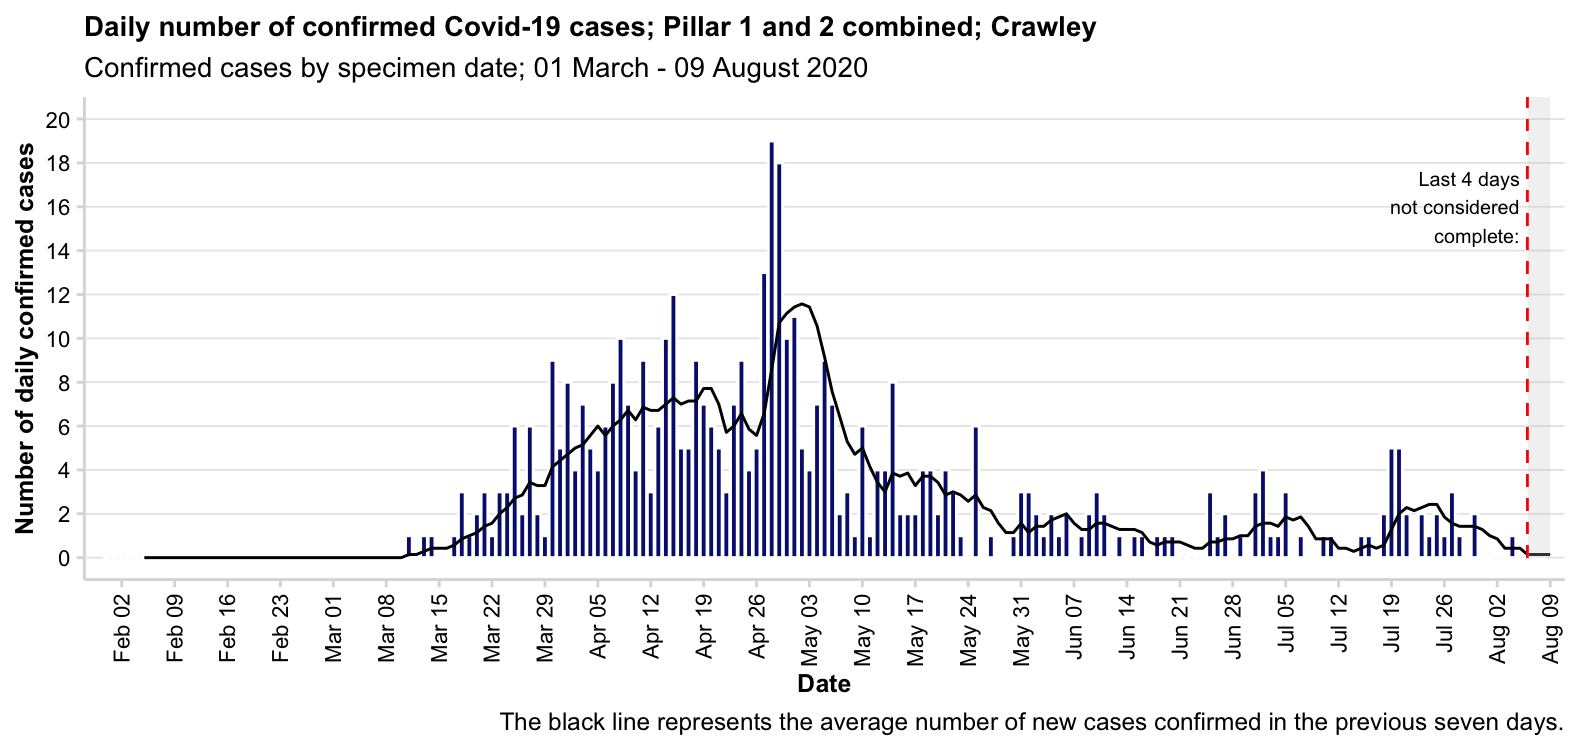 Daily number of confirmed Covid-19 cases; Pillar 1 and 2 combined; Crawley
Confirmed cases by specimen date; 01 March - 09 August 2020
Number of daily confirmed cases
20
18
16
14
12
10
8
6
4
2
0
Last 4 days
not considered
complete:
Feb 02
Feb 09
Feb 16
Feb 23
Mar 01
Mar 08
Mar 15
Mar 22
Mar 29
Apr 05
Apr 12
Apr 19
Apr 26
May 03
May 10
May 17
May 24
May 31
Jun 07
Jun 14
Jun 21
Jun 28
Jul 05
Jul 12
Jul 19
Jul 26
Aug 02
Aug 09
Date
The black line represents the average number of new cases confirmed in the previous seven days.